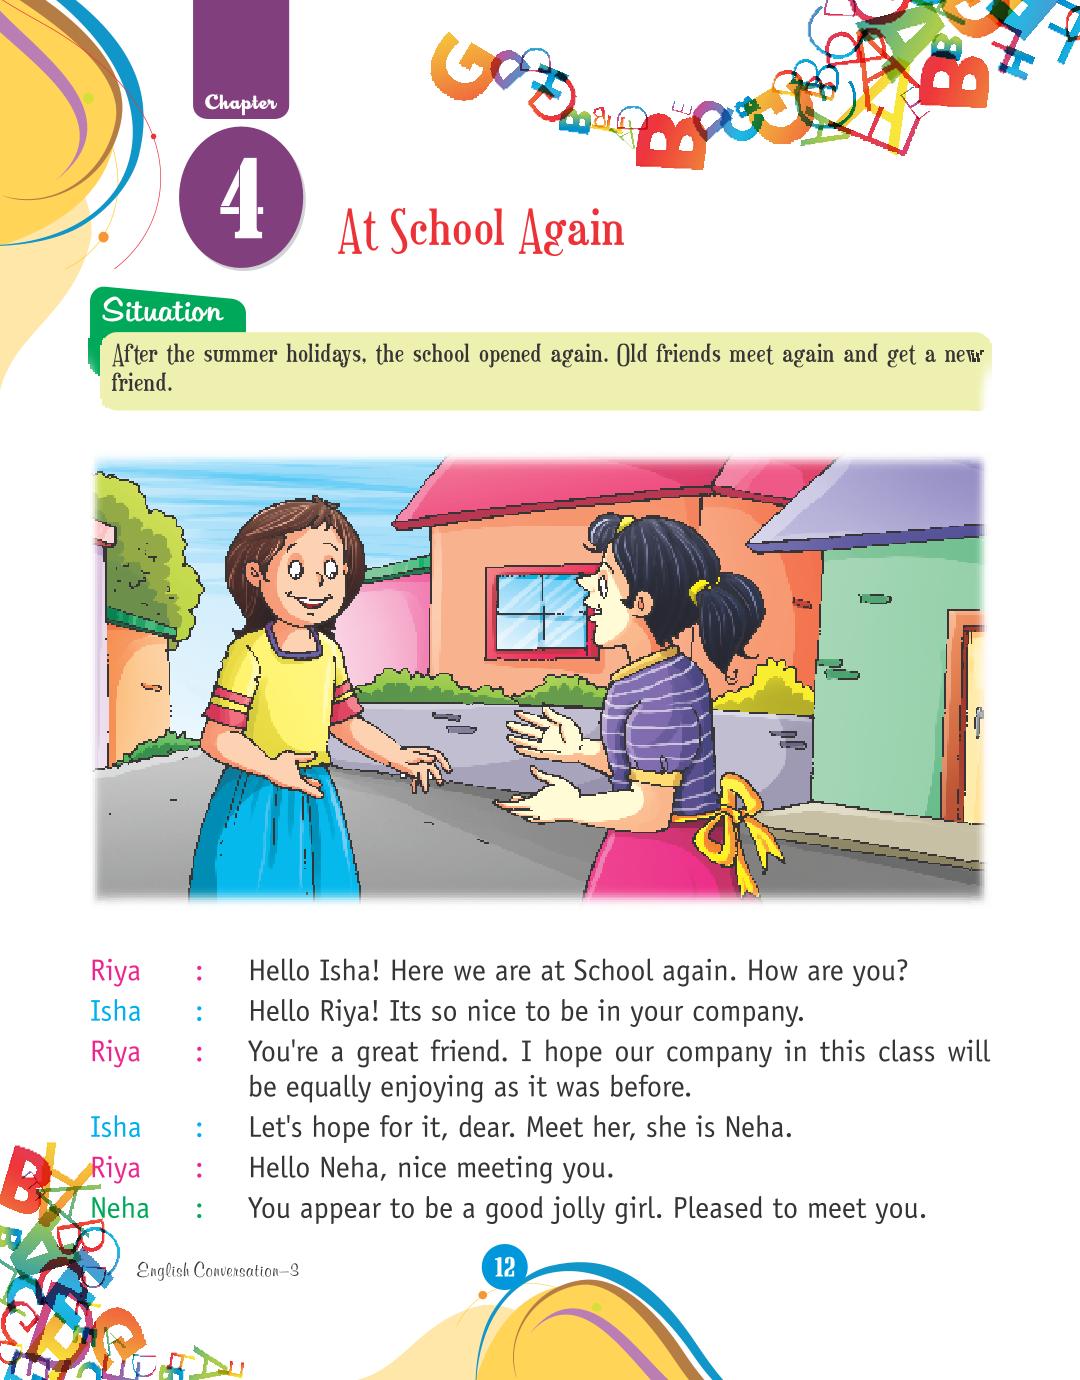 Chapter
4
At School Again
Situation
After the summer holidays, the school opened again. Old friends meet again and get a new
friend.
Riya : Hello Isha! Here we are at School again. How are you?
Isha : Hello Riya! Its so nice to be in your company.
Riya : You're a great friend. I hope our company in this class will
be equally enjoying as it was before.
Isha : Let's hope for it, dear. Meet her, she is Neha.
Riya : Hello Neha, nice meeting you.
Neha : You appear to be a good jolly girl. Pleased to meet you.
English Conversation–3
12